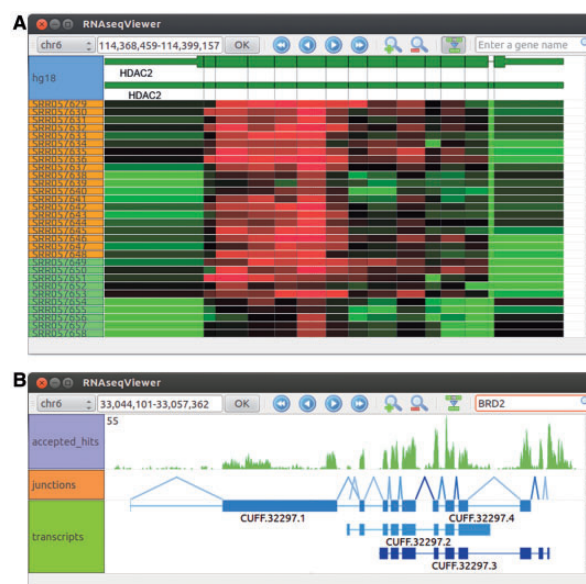 A
RNAseqViewer
chr6 114,368,459-114,399,157 OK Enter a gene name
HDAC2
hg18
HDAC2
SRR057629
SRR057630
SRR057631
SRR057632
SRR057633
SRR057634
SRR057635
SRR057636
SRR057637
SRR057638
SRR057639
SRR057640
SRR057641
SRR057642
SRR057643
SRR057644
SRR057645
SRR057646
SRR057647
SRR057648
SRR057649
SRR057650
SRR057651
SRR057652
SRR057653
SRR057654
SRR057655
SRR057656
SRR057657
SRR057658
B
RNAseqViewer
chr6 33,044,101-33,057,362 OK BRD2
55
accepted_hits
junctions
CUFF.32297.1 CUFF.32297.4
transcripts
CUFF.32297.2
CUFF.32297.3